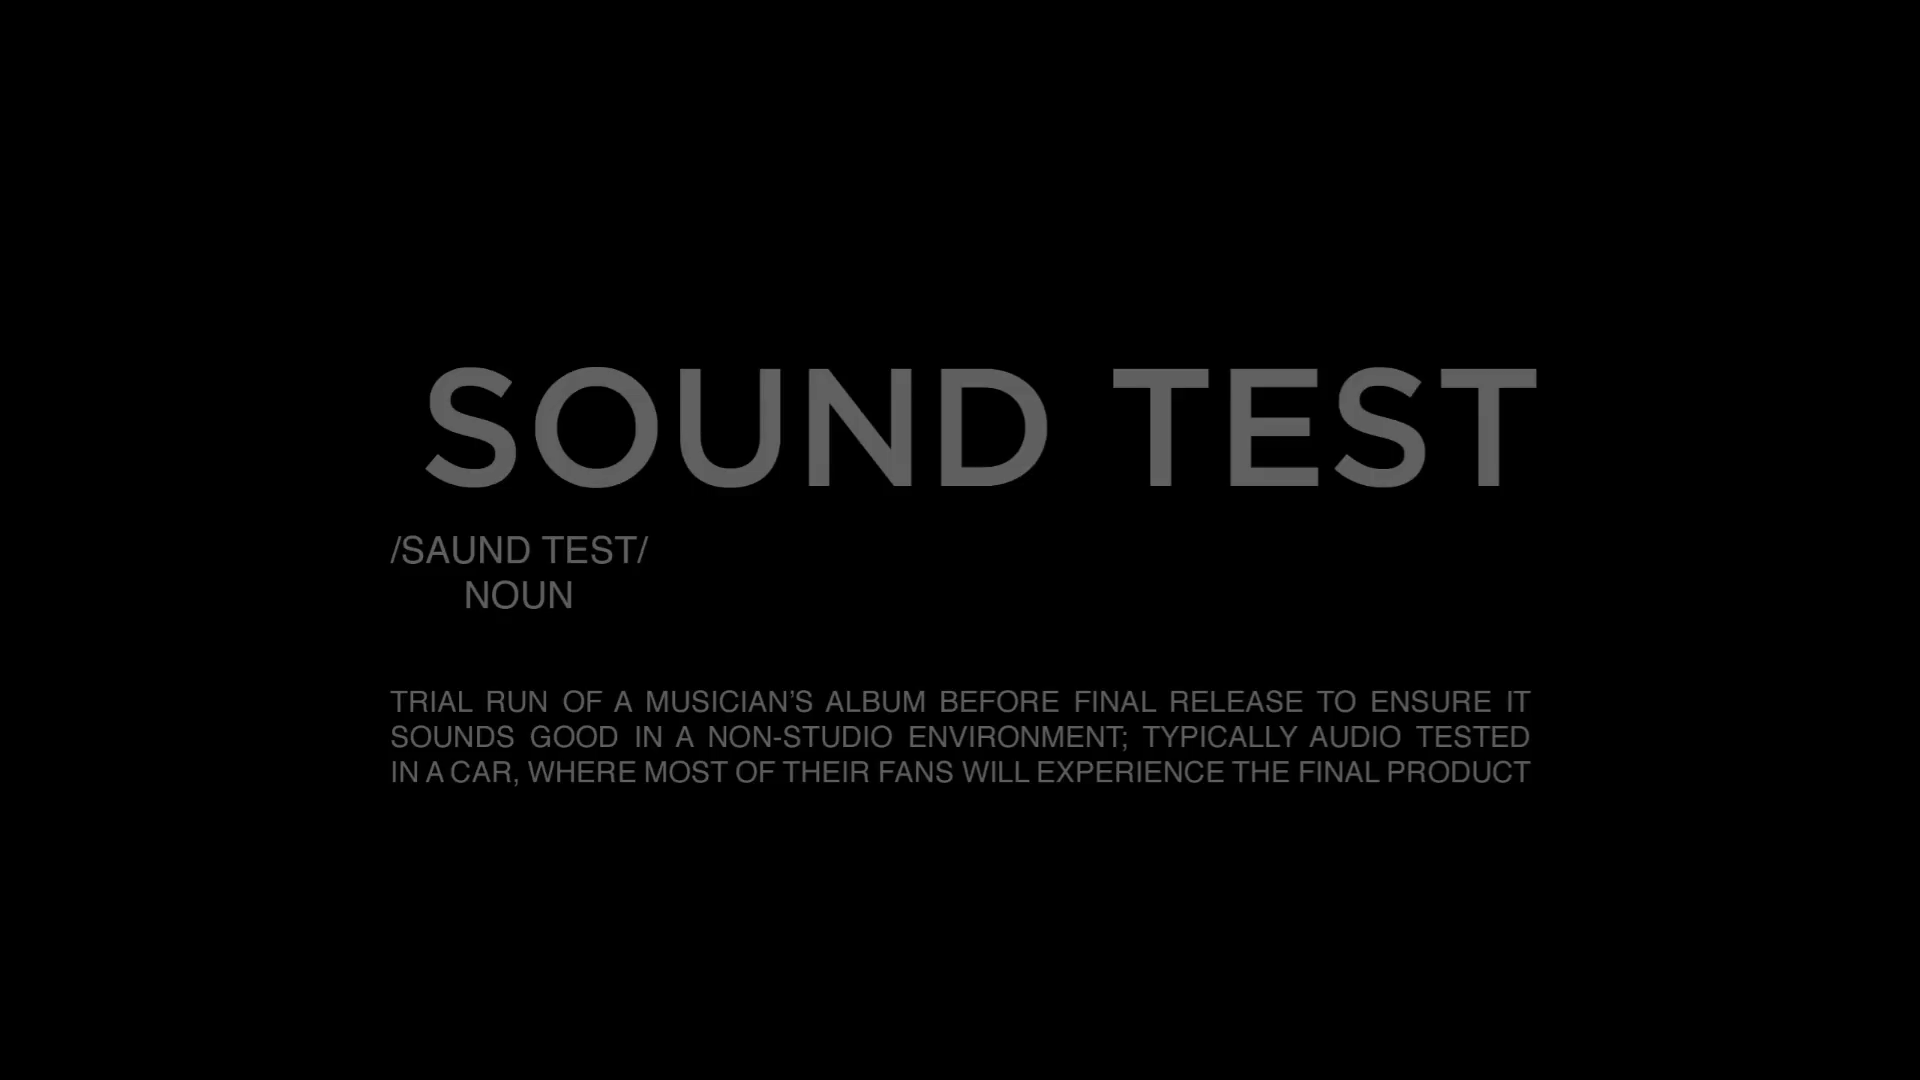 SOUND TEST
/SAUND TEST/
NOUN
TRIAL RUN OF A MUSICIAN’S ALBUM BEFORE FINAL RELEASE TO ENSURE IT
SOUNDS GOOD IN A NON-STUDIO ENVIRONMENT; TYPICALLY AUDIO TESTED
IN A CAR, WHERE MOST OF THEIR FANS WILL EXPERIENCE THE FINAL PRODUCT